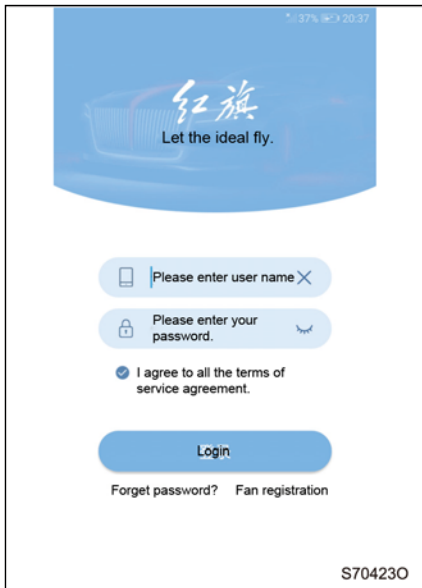 37% 20:37
红旗
Let the ideal fly.
Please enter user name
Please enter your
password.
I agree to all the terms of
service agreement.
Login
Forget password? Fan registration
S70423O